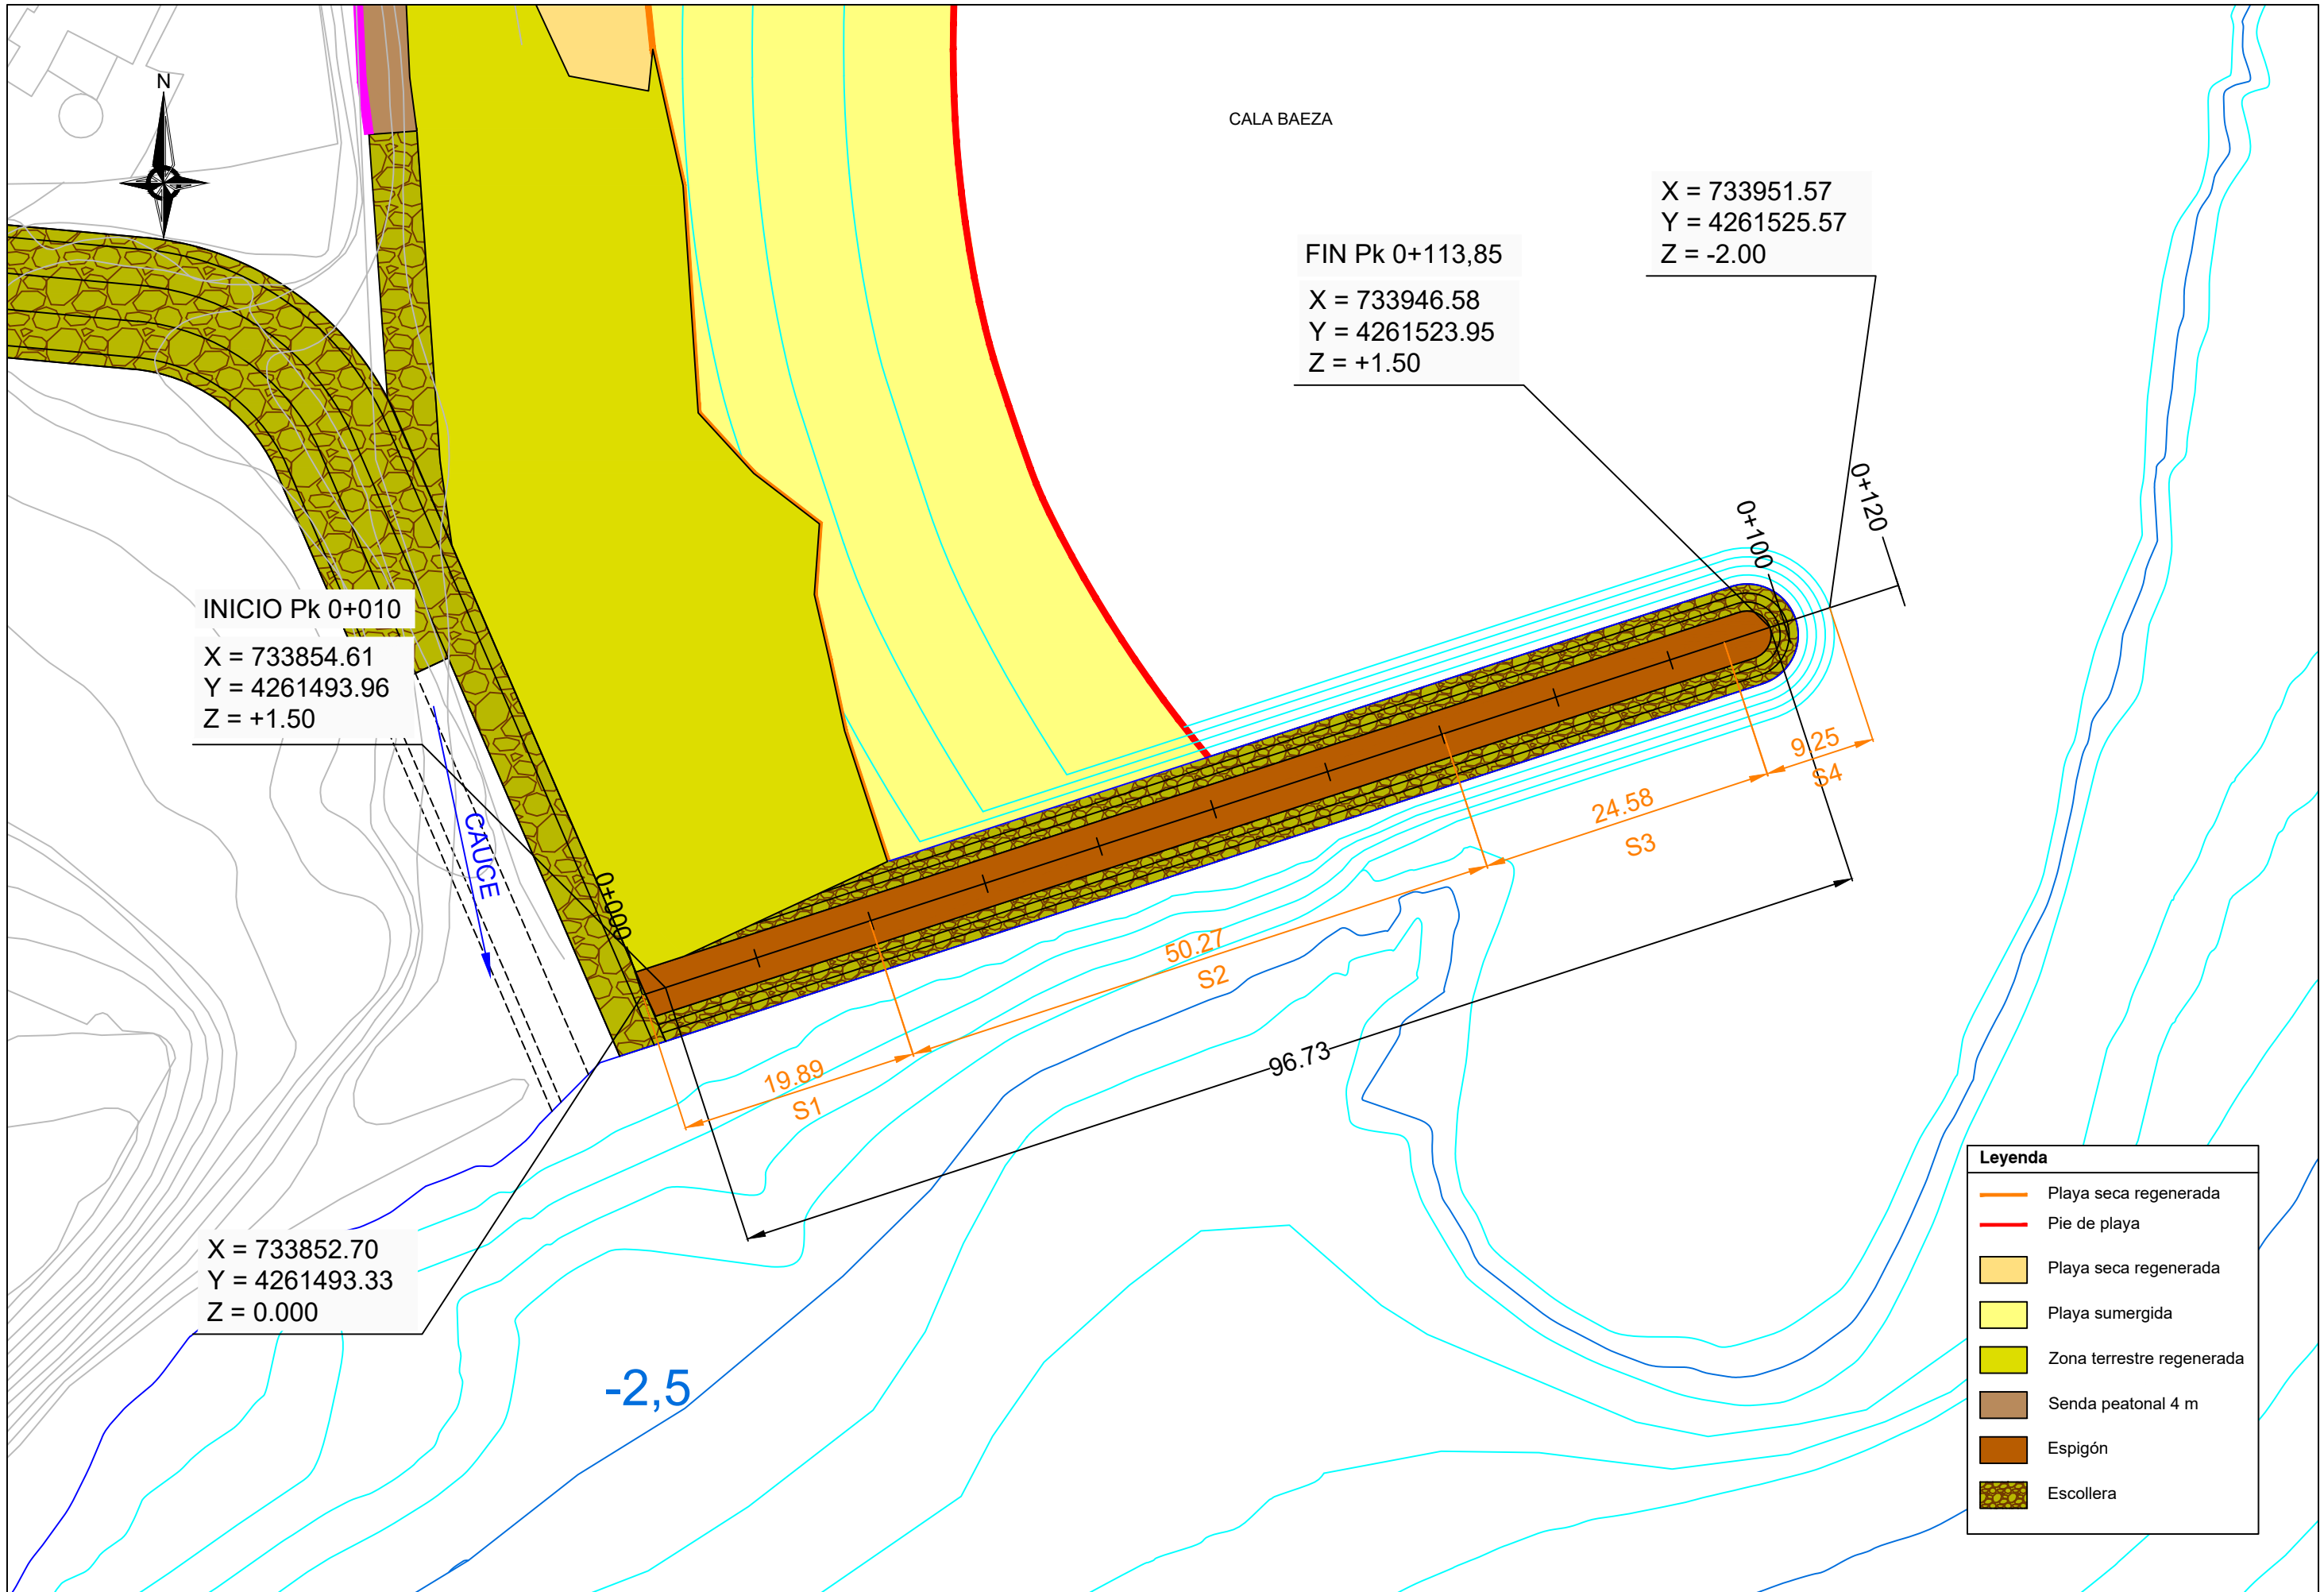 N
CALA BAEZA
X = 733951.57
Y = 4261525.57
Z = -2.00
FIN Pk 0+113,85
X = 733946.58
Y = 4261523.95
Z = +1.50
0+120
0+100
INICIO Pk 0+010
X = 733854.61
Y = 4261493.96
Z = +1.50
CAUCE
0+000
9.25
S4
24.58
S3
50.27
S2
96.73
19.89
S1
X = 733852.70
Y = 4261493.33
Z = 0.000
-2,5
Leyenda
Playa seca regenerada
Pie de playa
Playa seca regenerada
Playa sumergida
Zona terrestre regenerada
Senda peatonal 4 m
Espigón
Escollera